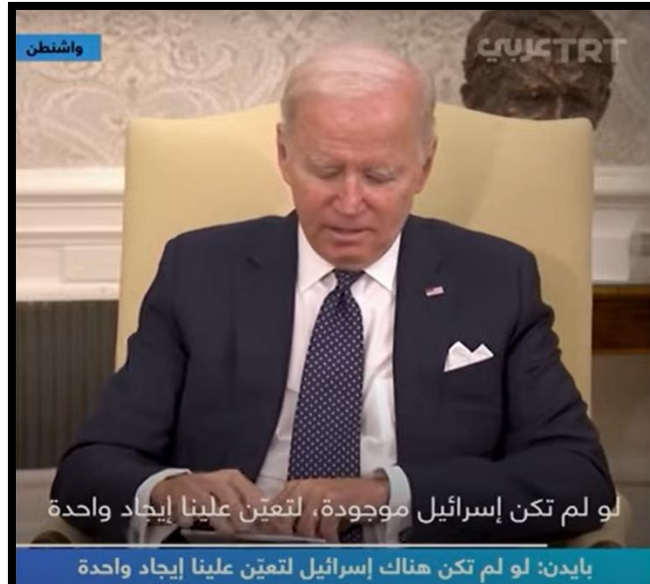 واشنطن
TRT عربي
لو لم تكن إسرائيل موجودة، لتعيّن علينا إيجاد واحدة
بايدن: لو لم تكن هناك إسرائيل لتعيّن علينا إيجاد واحدة